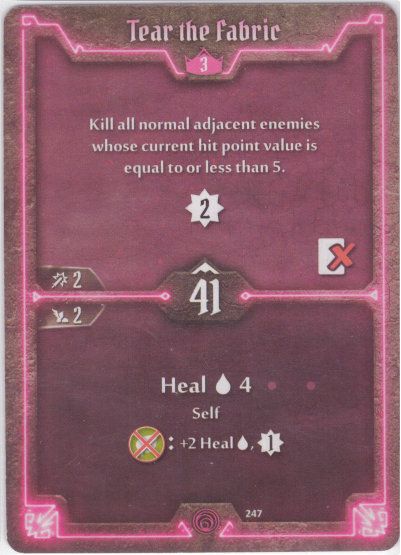 Tear the Fabric
3
Kill all normal adjacent enemies
whose current hit point value is
equal to or less than 5.
2
2
41
2
Heal 4
Self
: +2 Heal , 1
247